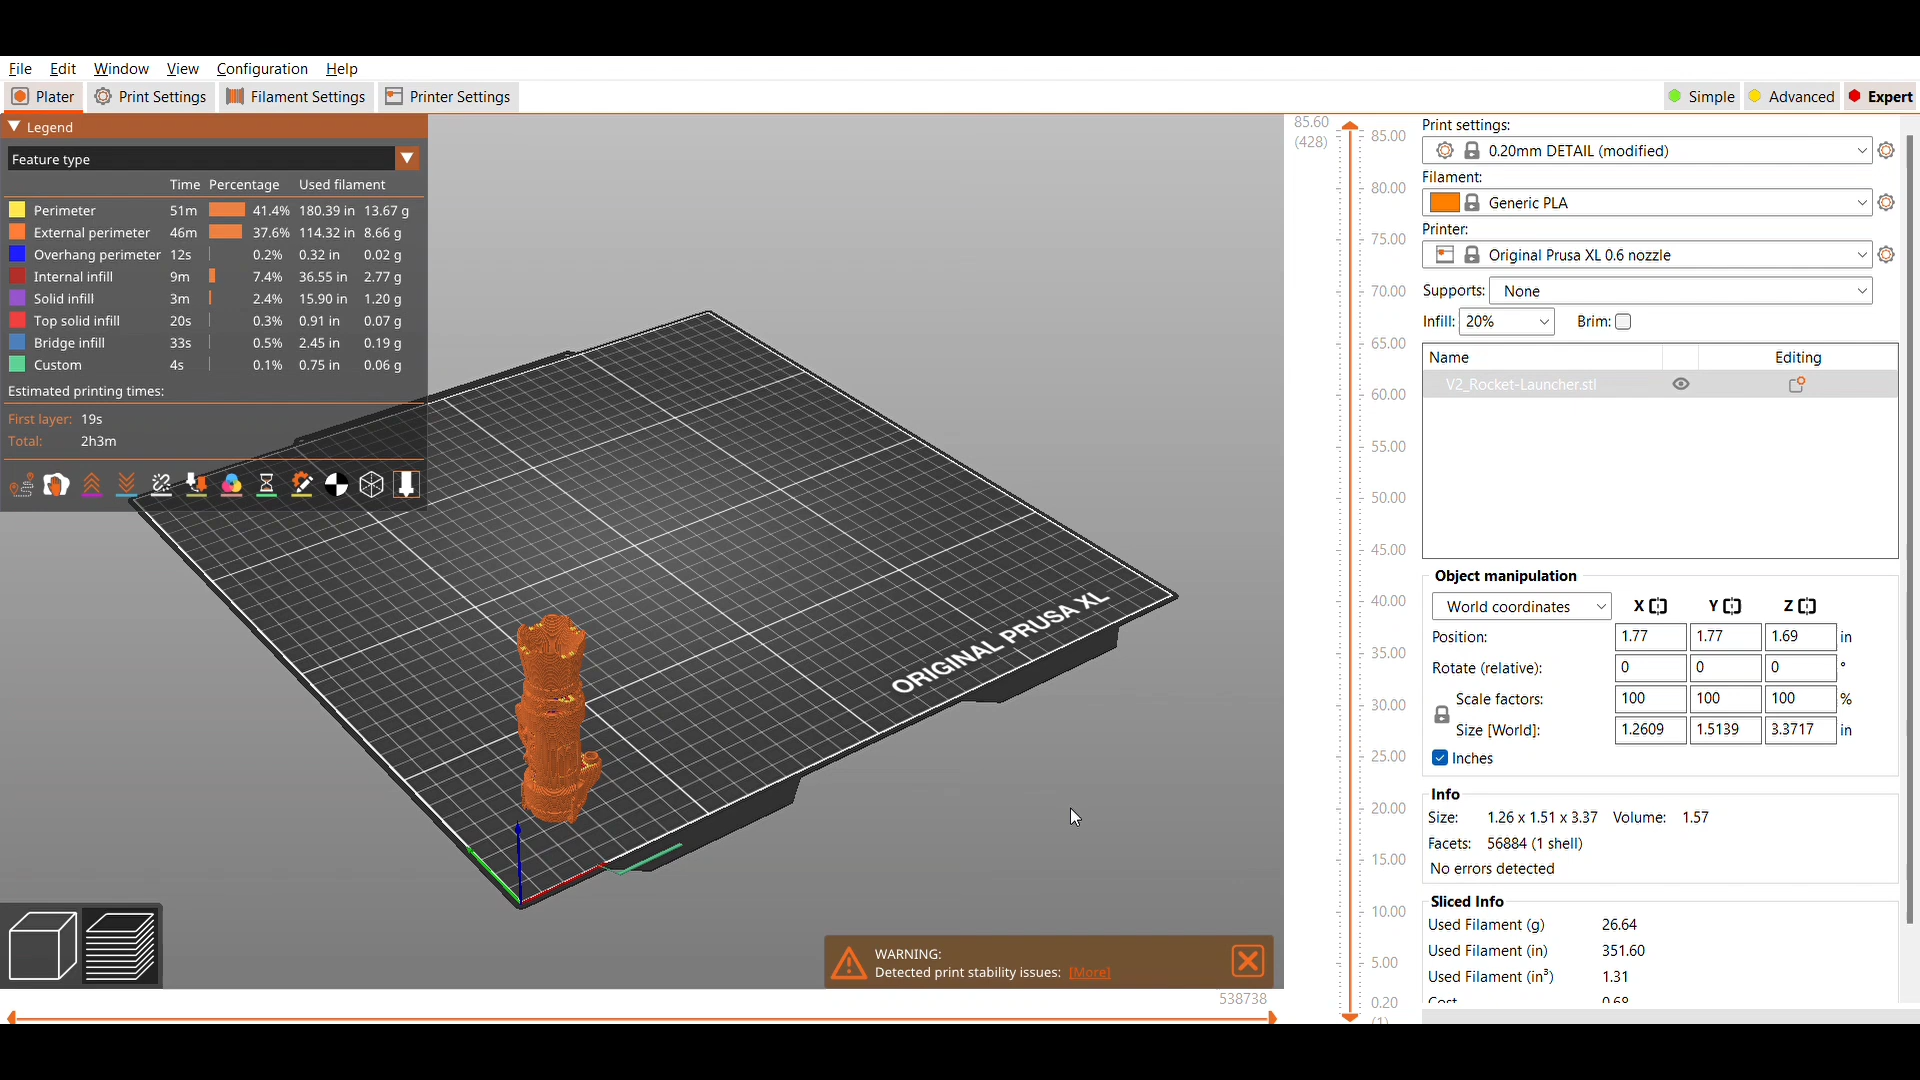 File Edit Window View Configuration Help
Plater Print Settings Filament Settings Printer Settings Simple Advanced Expert
Legend
Feature type
Time Percentage Used filament
Perimeter 51m 41.4% 180.39 in 13.67 g
External perimeter 46m 37.6% 114.32 in 8.66 g
Overhang perimeter 12s 0.2% 0.32 in 0.02 g
Internal infill 9m 7.4% 36.55 in 2.77 g
Solid infill 3m 2.4% 15.90 in 1.20 g
Top solid infill 20s 0.3% 0.91 in 0.07 g
Bridge infill 33s 0.5% 2.45 in 0.19 g
Custom 4s 0.1% 0.75 in 0.06 g
Estimated printing times:
First layer: 19s
Total: 2h3m
ORIGINAL PRUSA XL
WARNING:
Detected print stability issues: [More]
538738
85.60
(428)
85.00
80.00
75.00
70.00
65.00
60.00
55.00
50.00
45.00
40.00
35.00
30.00
25.00
20.00
15.00
10.00
5.00
0.20
(1)
Print settings:
0.20mm DETAIL (modified)
Filament:
Generic PLA
Printer:
Original Prusa XL 0.6 nozzle
Supports: None
Infill: 20% Brim:
Name Editing
V2_Rocket-Launcher.stl
Object manipulation
World coordinates X Y Z
Position: 1.77 1.77 1.69 in
Rotate (relative): 0 0 0 °
Scale factors: 100 100 100 %
Size [World]: 1.2609 1.5139 3.3717 in
Inches
Info
Size: 1.26 x 1.51 x 3.37 Volume: 1.57
Facets: 56884 (1 shell)
No errors detected
Sliced Info
Used Filament (g) 26.64
Used Filament (in) 351.60
Used Filament (in³) 1.31
Cost 0.68